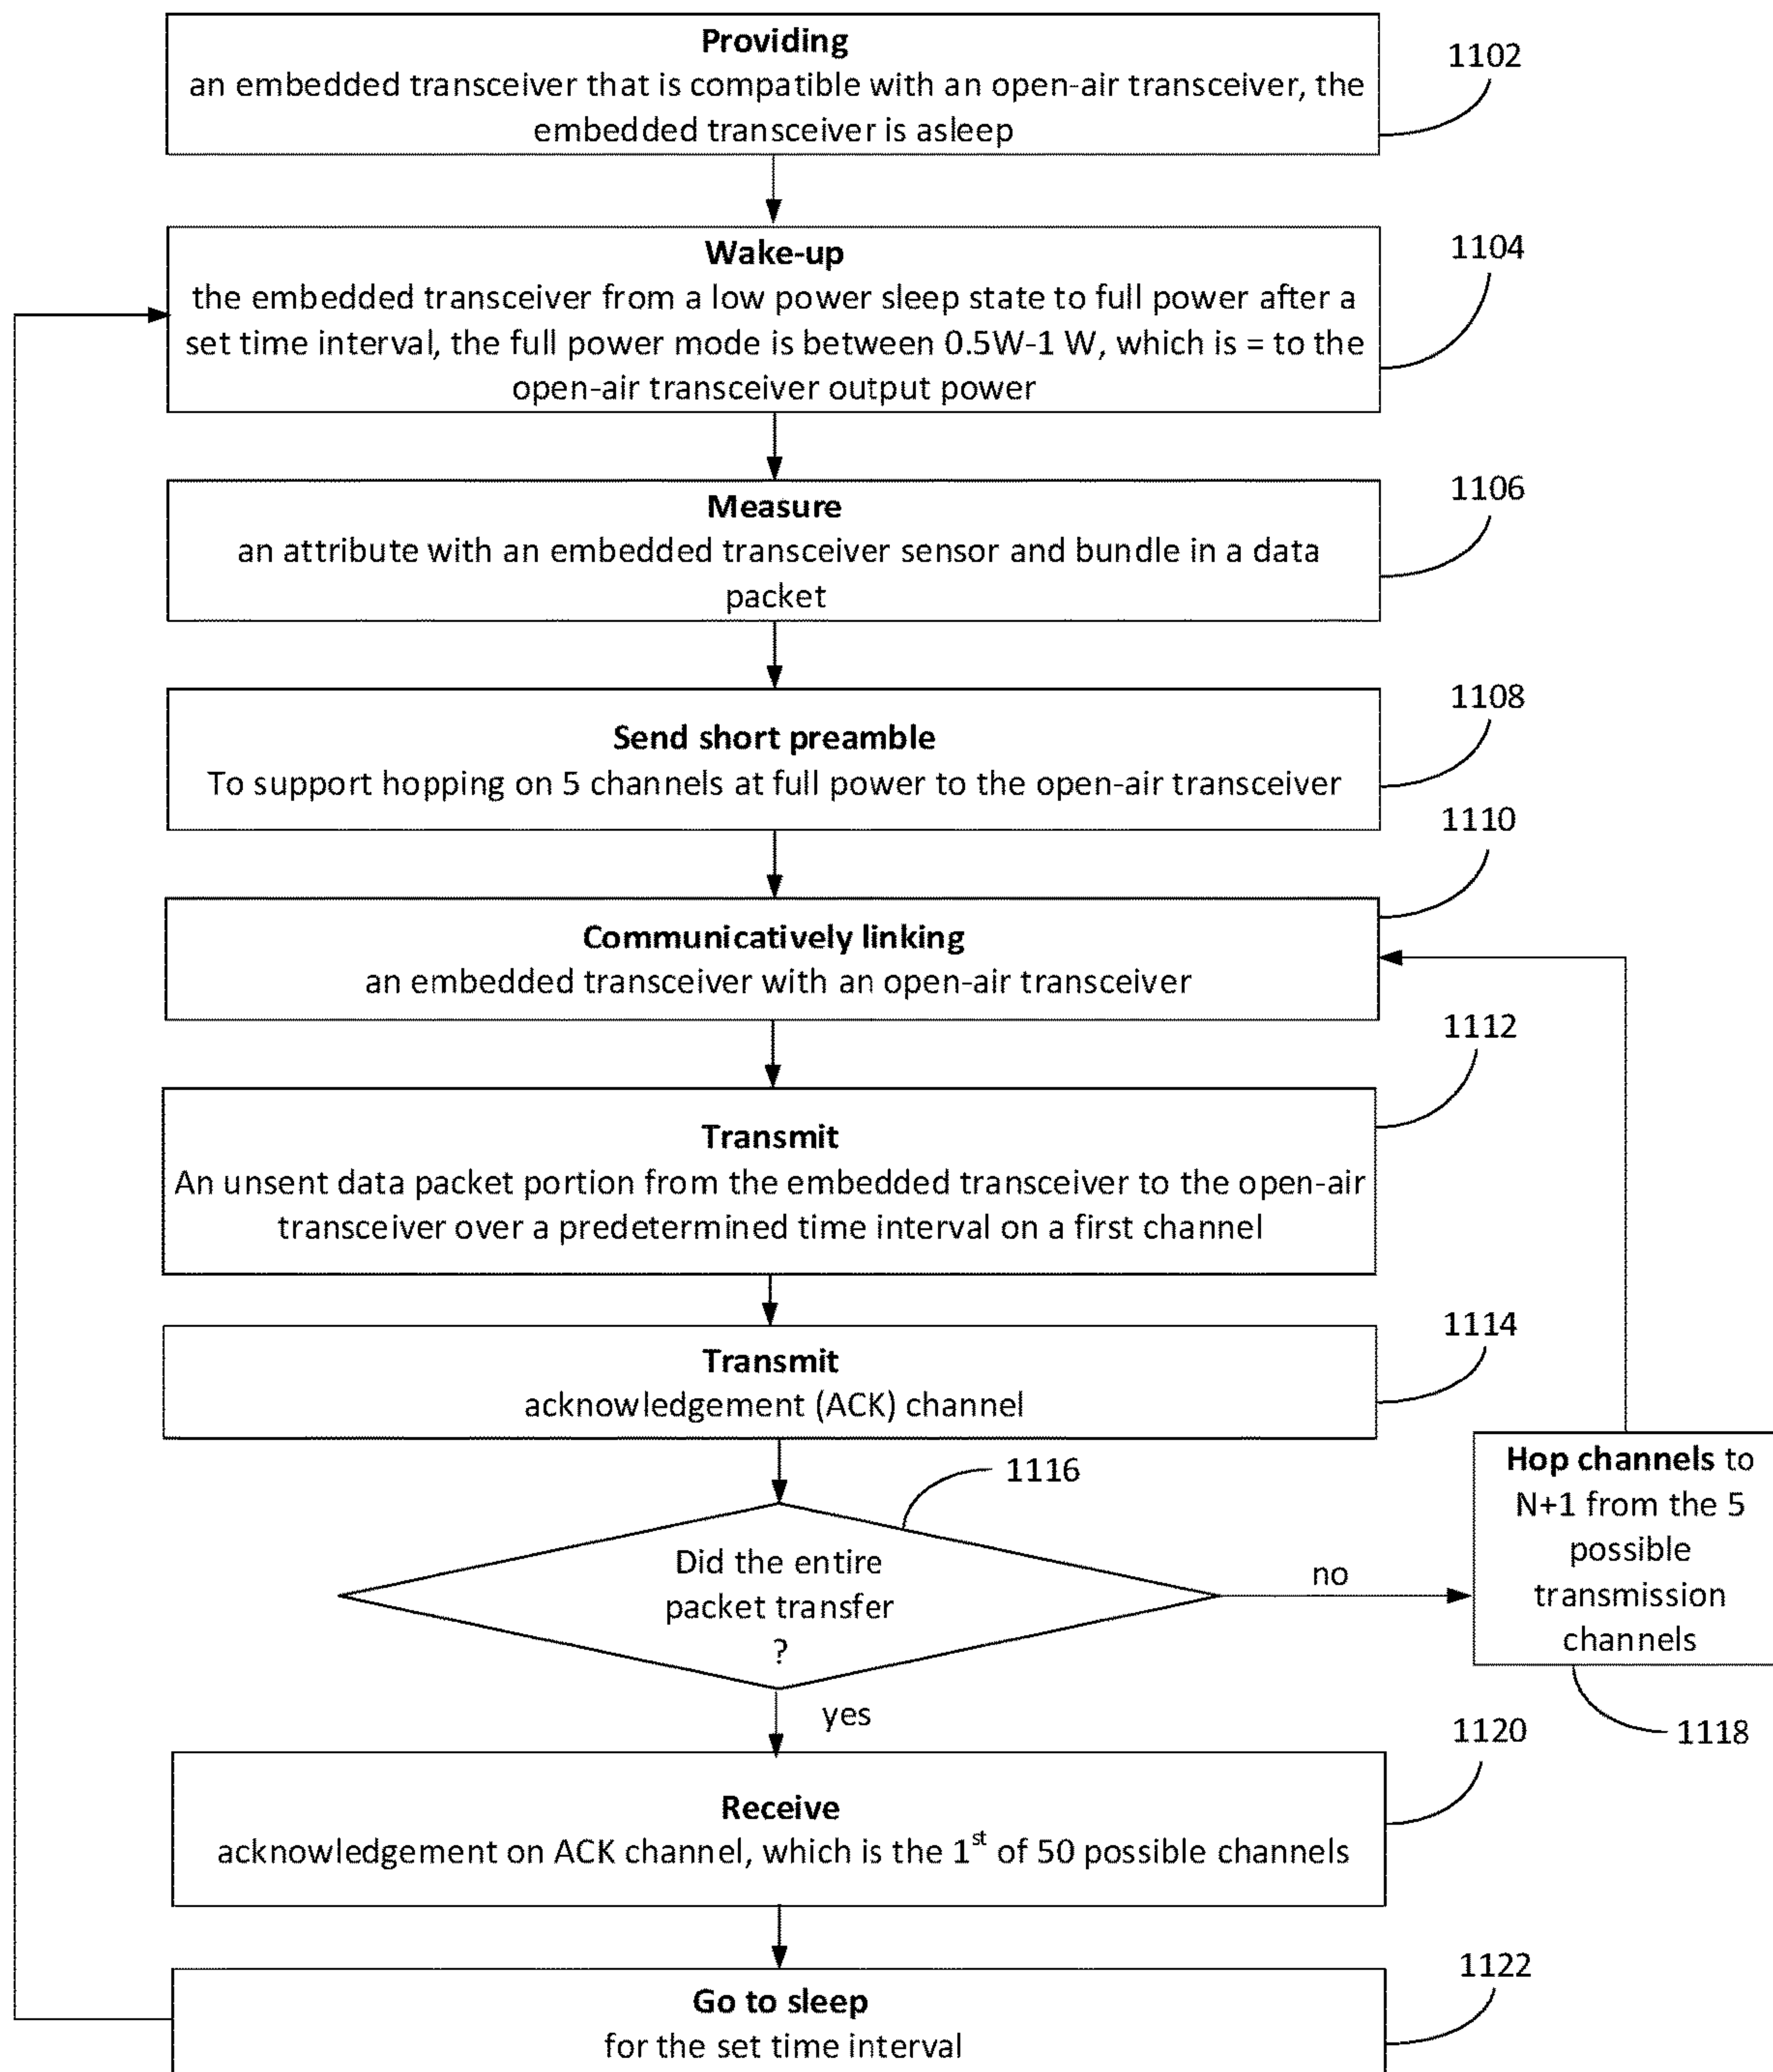 Providing
an embedded transceiver that is compatible with an open-air transceiver, the
embedded transceiver is asleep
1102
Wake-up
the embedded transceiver from a low power sleep state to full power after a
set time interval, the full power mode is between 0.5W-1 W, which is = to the
open-air transceiver output power
1104
Measure
an attribute with an embedded transceiver sensor and bundle in a data
packet
1106
Send short preamble
To support hopping on 5 channels at full power to the open-air transceiver
1108
Communicatively linking
an embedded transceiver with an open-air transceiver
1110
Transmit
An unsent data packet portion from the embedded transceiver to the open-air
transceiver over a predetermined time interval on a first channel
1112
Transmit
acknowledgement (ACK) channel
1114
Did the entire
packet transfer
?
1116
no
Hop channels to
N+1 from the 5
possible
transmission
channels
1118
yes
Receive
acknowledgement on ACK channel, which is the 1st of 50 possible channels
1120
Go to sleep
for the set time interval
1122